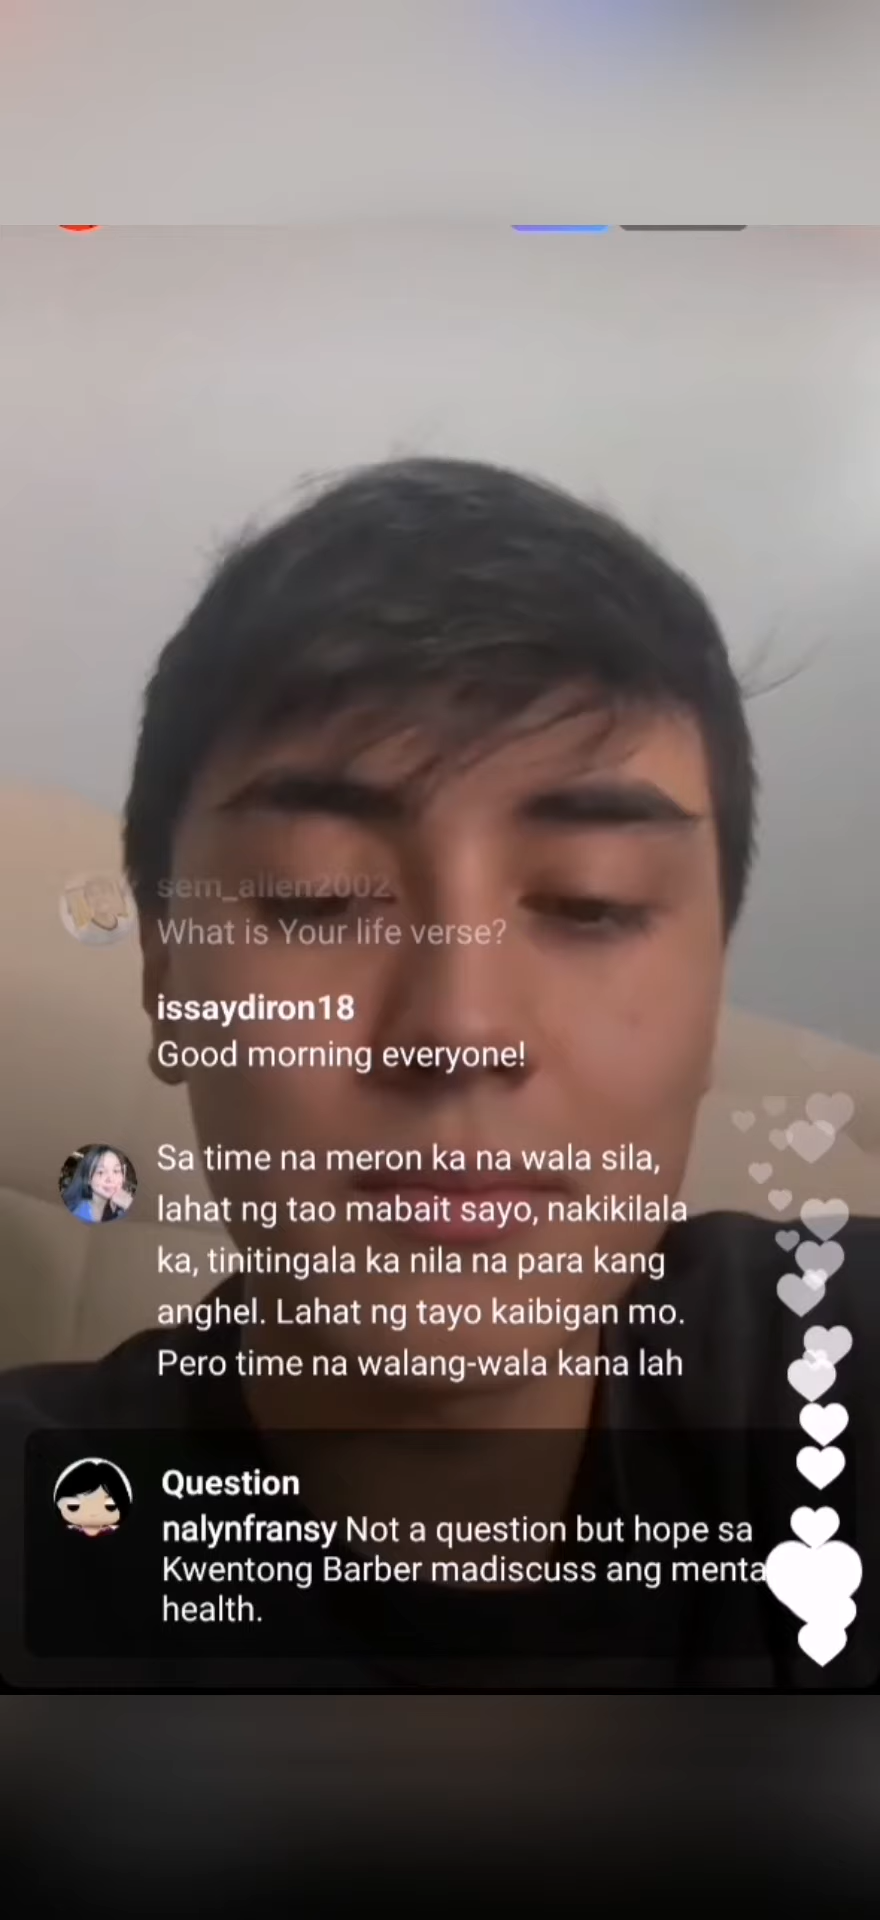 sem_allen2002
What is Your life verse?
issaydiron18
Good morning everyone!
Sa time na meron ka na wala sila,
lahat ng tao mabait sayo, nakikilala
ka, tinitingala ka nila na para kang
anghel. Lahat ng tayo kaibigan mo.
Pero time na walang-wala kana lah
Question
nalynfransy Not a question but hope sa
Kwentong Barber madiscuss ang menta
health.